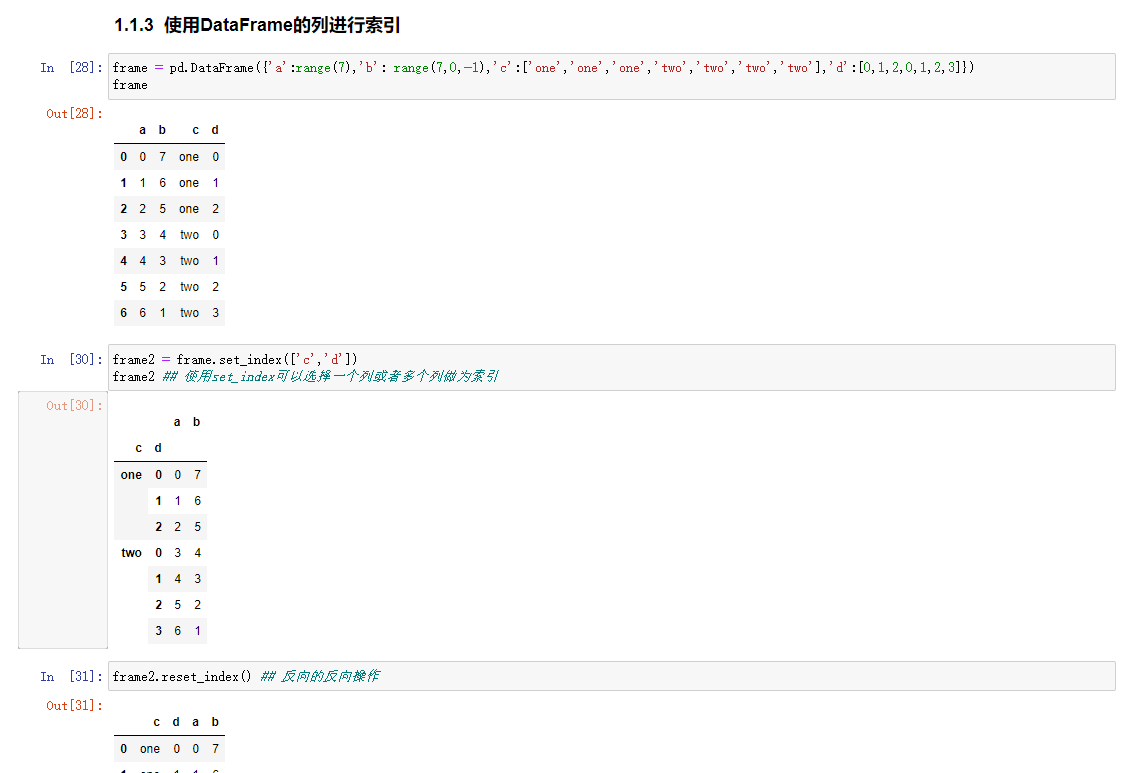 1.1.3 使用DataFrame的列进行索引
In [28]: frame = pd.DataFrame({'a':range(7),'b': range(7,0,-1),'c':['one','one','one','two','two','two','two'],'d':[0,1,2,0,1,2,3]})
frame
Out[28]:
a b c d
0 0 7 one 0
1 1 6 one 1
2 2 5 one 2
3 3 4 two 0
4 4 3 two 1
5 5 2 two 2
6 6 1 two 3
In [30]: frame2 = frame.set_index(['c','d'])
frame2 ## 使用set_index可以选择一个列或者多个列做为索引
Out[30]:
a b
c d
one 0 0 7
1 1 6
2 2 5
two 0 3 4
1 4 3
2 5 2
3 6 1
In [31]: frame2.reset_index() ## 反向的反向操作
Out[31]:
c d a b
0 one 0 0 7